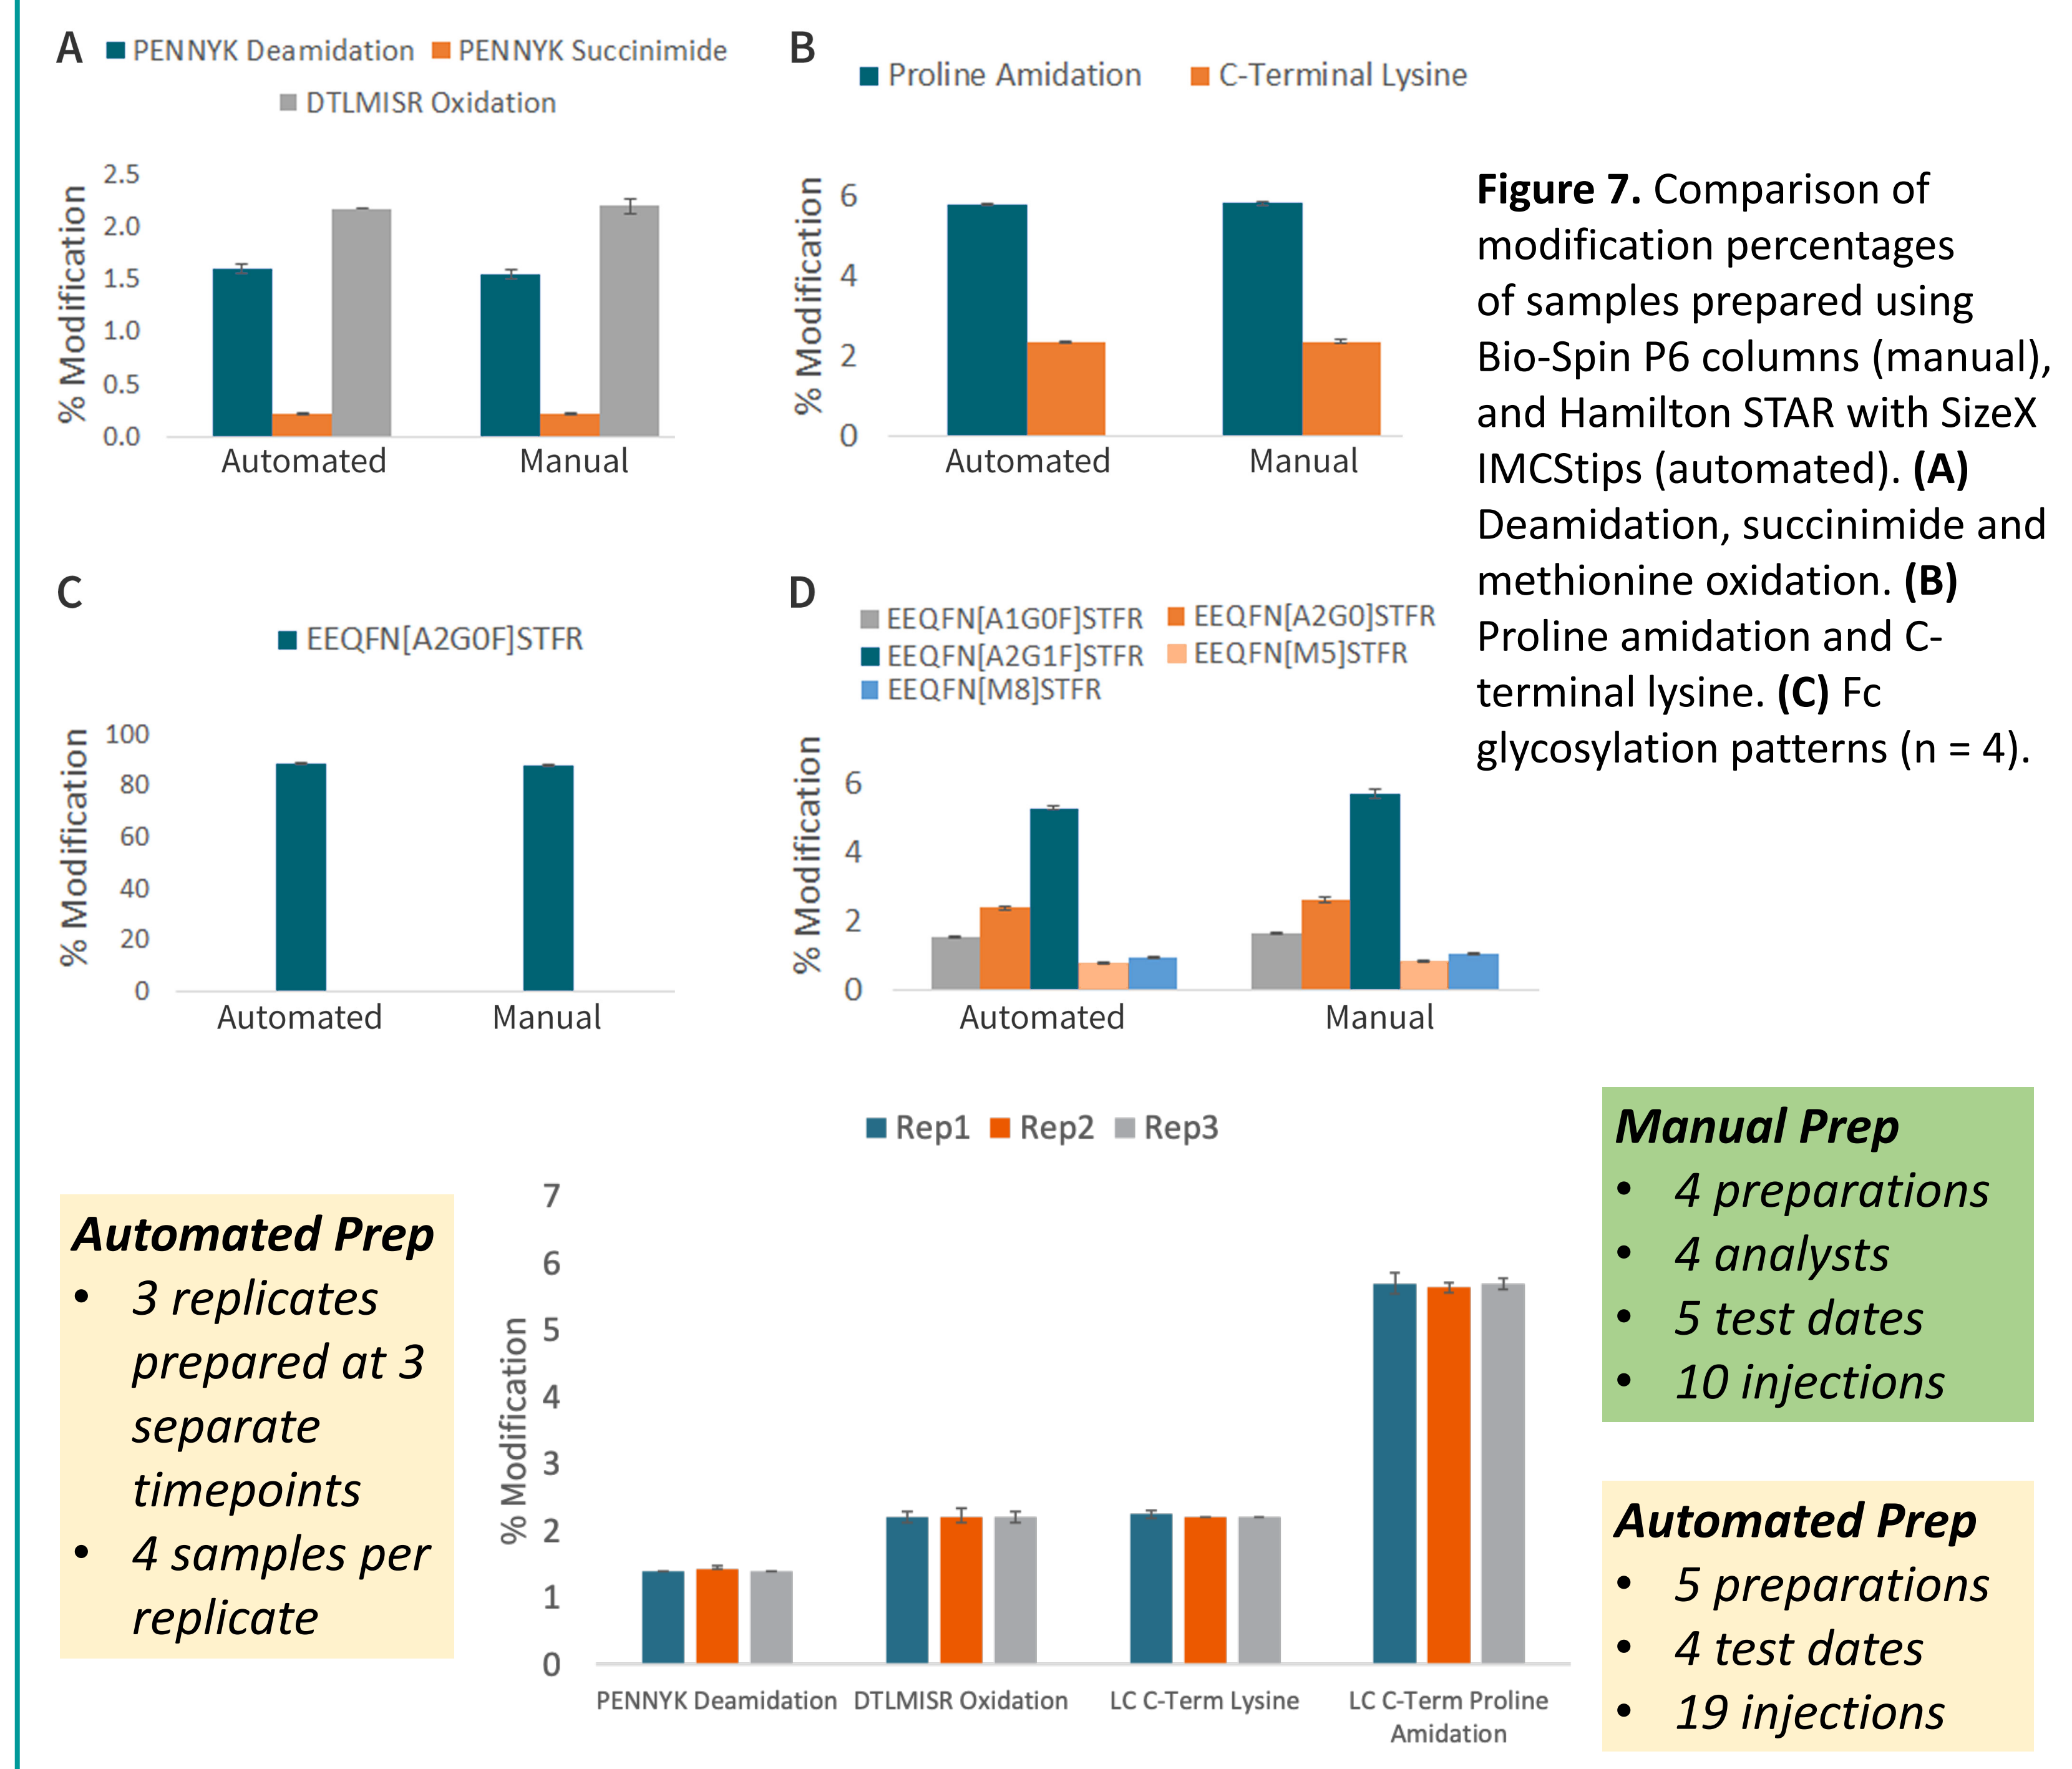 A
PENNYK Deamidation PENNYK Succinimide
DTLMISR Oxidation
% Modification
2.5
2.0
1.5
1.0
0.5
0.0
Automated Manual
B
Proline Amidation C-Terminal Lysine
% Modification
6
4
2
0
Automated Manual
Figure 7. Comparison of
modification percentages
of samples prepared using
Bio-Spin P6 columns (manual),
and Hamilton STAR with SizeX
IMCStips (automated). (A)
Deamidation, succinimide and
methionine oxidation. (B)
Proline amidation and C-
terminal lysine. (C) Fc
glycosylation patterns (n = 4).
C
EEQFN[A2G0F]STFR
% Modification
100
80
60
40
20
0
Automated Manual
D
EEQFN[A1G0F]STFR EEQFN[A2G0]STFR
EEQFN[A2G1F]STFR EEQFN[M5]STFR
EEQFN[M8]STFR
% Modification
6
4
2
0
Automated Manual
Automated Prep
• 3 replicates
prepared at 3
separate
timepoints
• 4 samples per
replicate
Rep1 Rep2 Rep3
% Modification
7
6
5
4
3
2
1
0
PENNYK Deamidation DTLMISR Oxidation LC C-Term Lysine LC C-Term Proline
Amidation
Manual Prep
• 4 preparations
• 4 analysts
• 5 test dates
• 10 injections
Automated Prep
• 5 preparations
• 4 test dates
• 19 injections